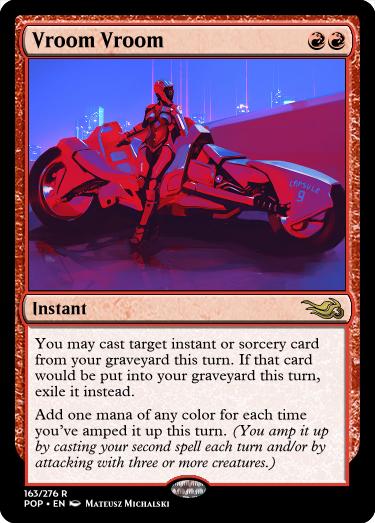 Vroom Vroom
CAPSULE
9
Instant
You may cast target instant or sorcery card
from your graveyard this turn. If that card
would be put into your graveyard this turn,
exile it instead.
Add one mana of any color for each time
you've amped it up this turn. (You amp it up
by casting your second spell each turn and/or by
attacking with three or more creatures.)
163/276 R
POP • EN Mateusz Michalski